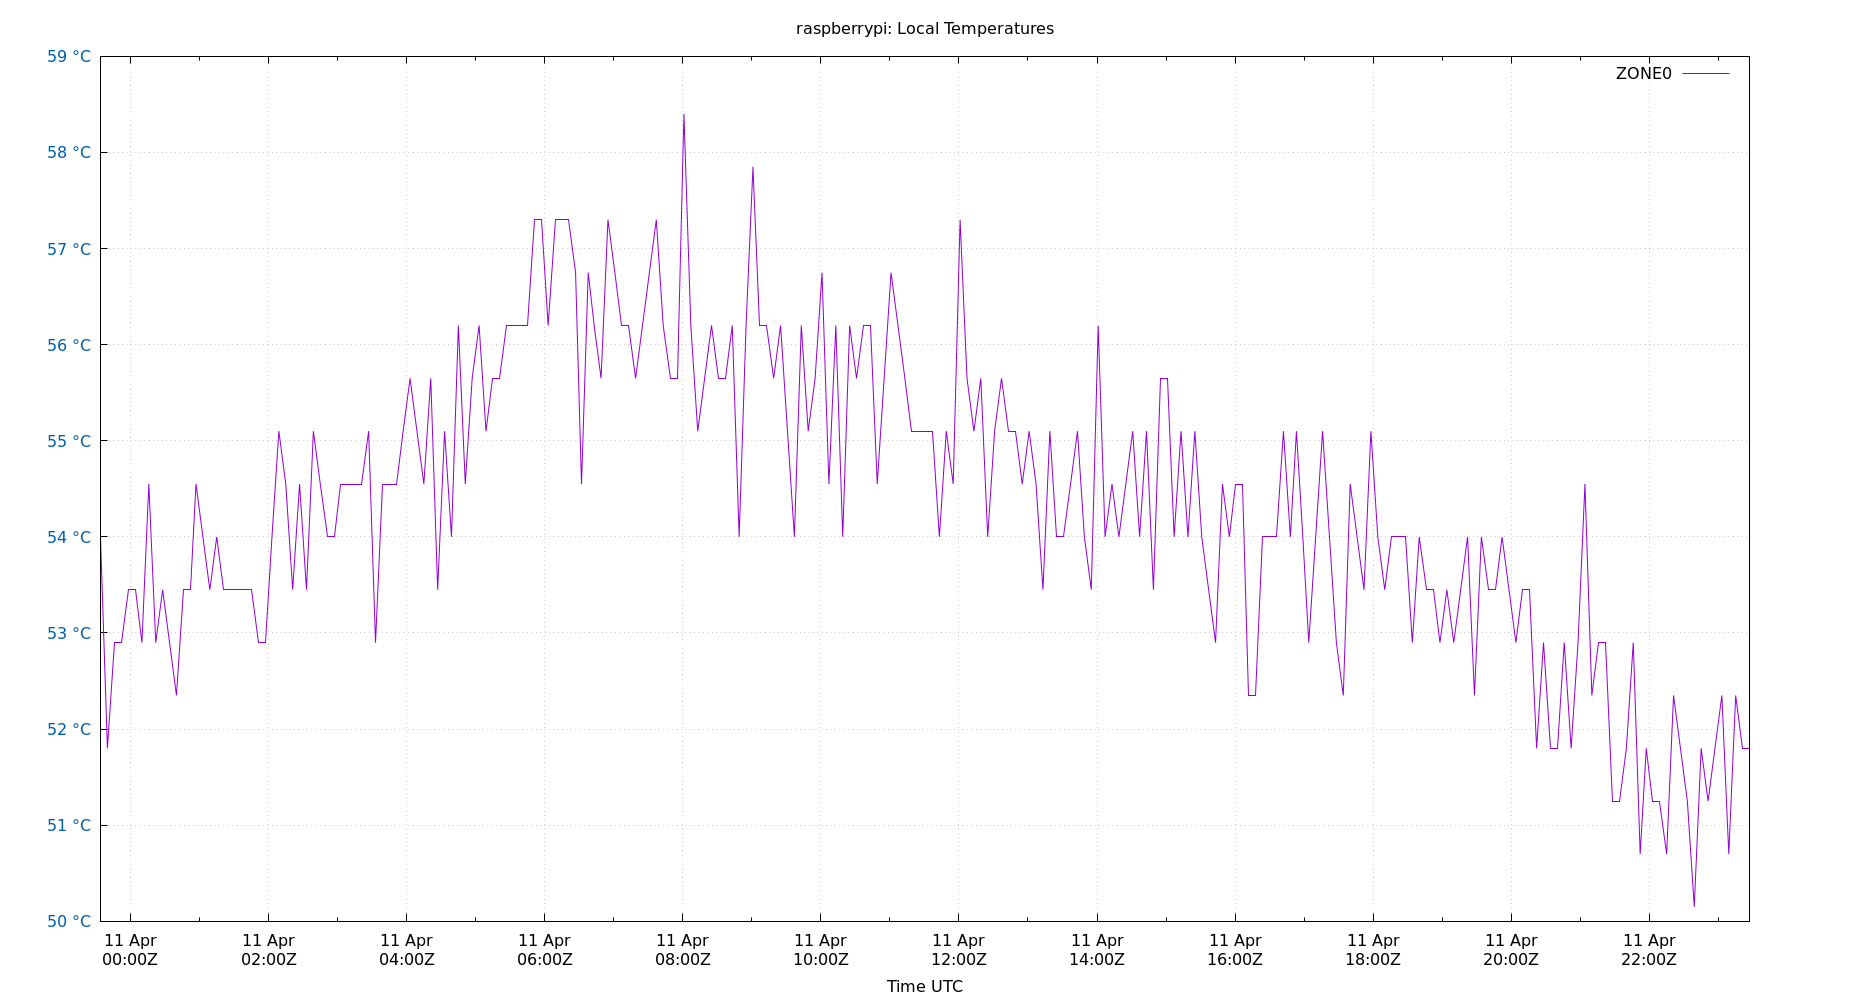 raspberrypi: Local Temperatures
59 °C
ZONE0
58 °C
57 °C
56 °C
55 °C
54 °C
53 °C
52 °C
51 °C
50 °C
11 Apr 11 Apr 11 Apr 11 Apr 11 Apr 11 Apr 11 Apr 11 Apr 11 Apr 11 Apr 11 Apr 11 Apr
00:00Z 02:00Z 04:00Z 06:00Z 08:00Z 10:00Z 12:00Z 14:00Z 16:00Z 18:00Z 20:00Z 22:00Z
Time UTC